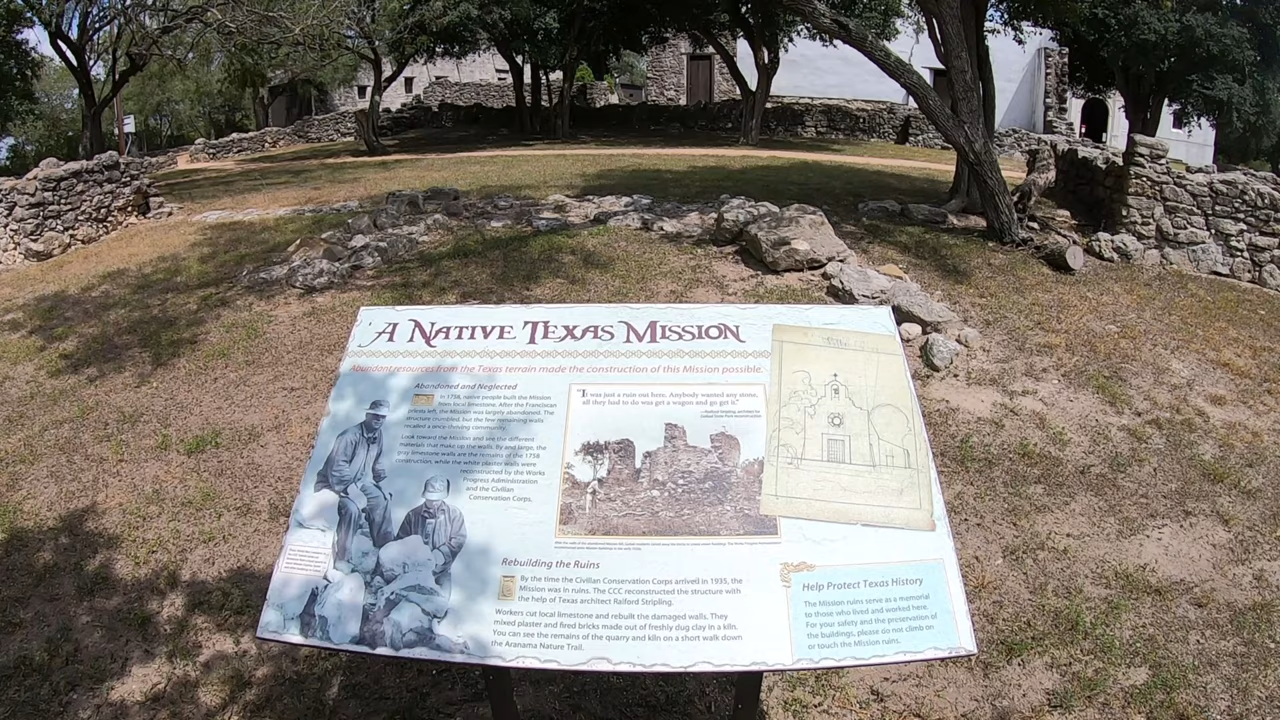 A NATIVE TEXAS MISSION
Abundant resources from the Texas terrain made the construction of this Mission possible.
Abandoned and Neglected
In 1758, native people built the Mission
from local limestone. After the Franciscan
priests left, the Mission was largely abandoned. The
structure crumbled, but the few remaining walls
recalled a once-thriving community.
Look toward the Mission and see the different
materials that make up the walls. By and large, the
gray limestone walls are the remains of the 1758
construction, while the white plaster walls were
reconstructed by the Works
Progress Administration
and the Civilian
Conservation Corps.
"It was just a ruin out here. Anybody wanted any stone,
all they had to do was get a wagon and go get it."
—Raiford Stripling, architect for
Goliad State Park reconstruction
Rebuilding the Ruins
By the time the Civilian Conservation Corps arrived in 1935, the
Mission was in ruins. The CCC reconstructed the structure with
the help of Texas architect Raiford Stripling.
Workers cut local limestone and rebuilt the damaged walls. They
mixed plaster and fired bricks made out of freshly dug clay in a kiln.
You can see the remains of the quarry and kiln on a short walk down
the Aranama Nature Trail.
Help Protect Texas History
The Mission ruins serve as a memorial
to those who lived and worked here.
For your safety and the preservation of
the buildings, please do not climb on
or touch the Mission ruins.